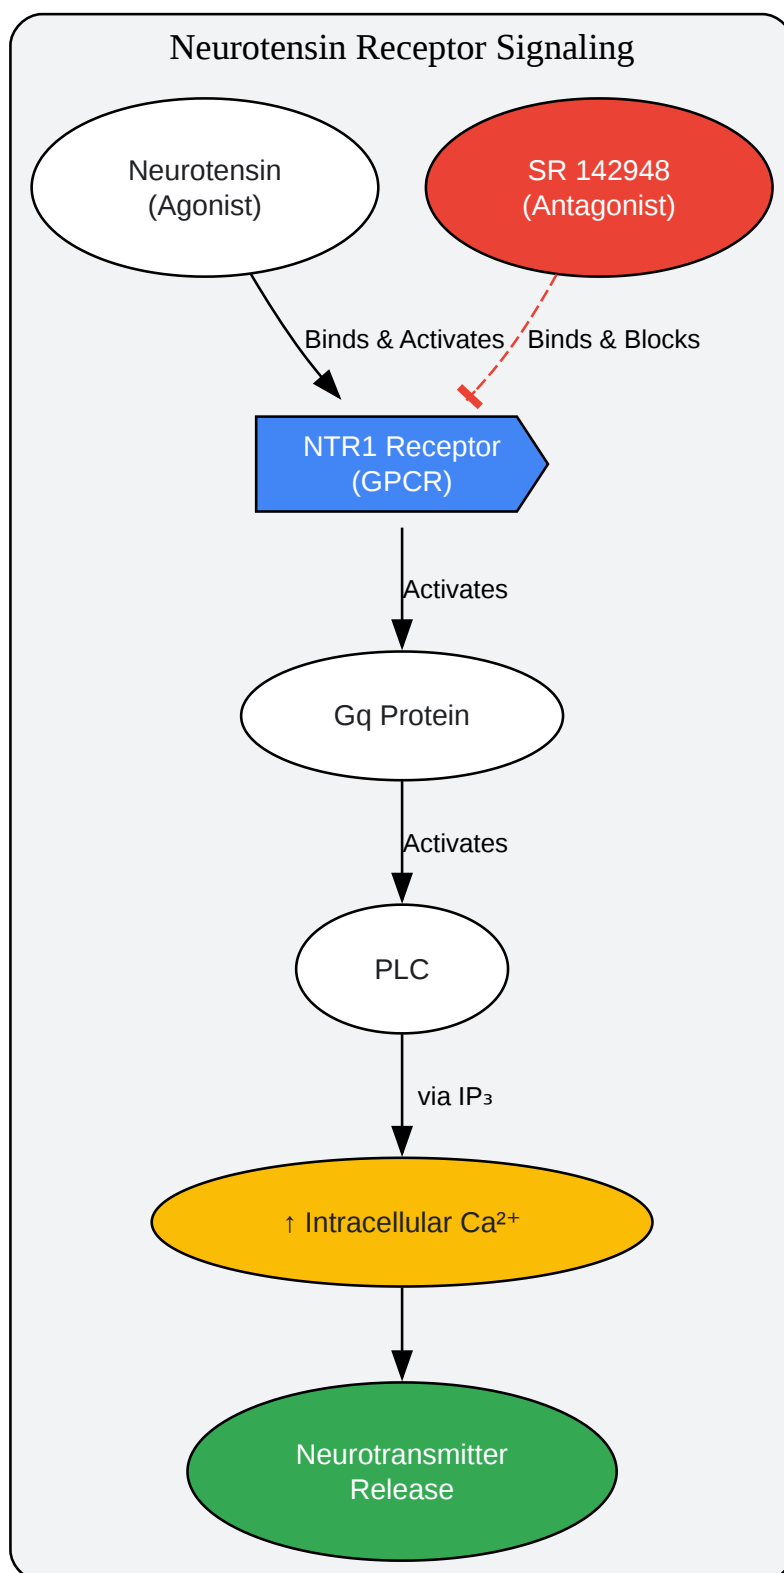 Neurotensin Receptor Signaling
Neurotensin
(Agonist)
SR 142948
(Antagonist)
Binds & Activates
Binds & Blocks
NTR1 Receptor
(GPCR)
Activates
Gq Protein
Activates
PLC
via IP₃
↑ Intracellular Ca²⁺
Neurotransmitter
Release